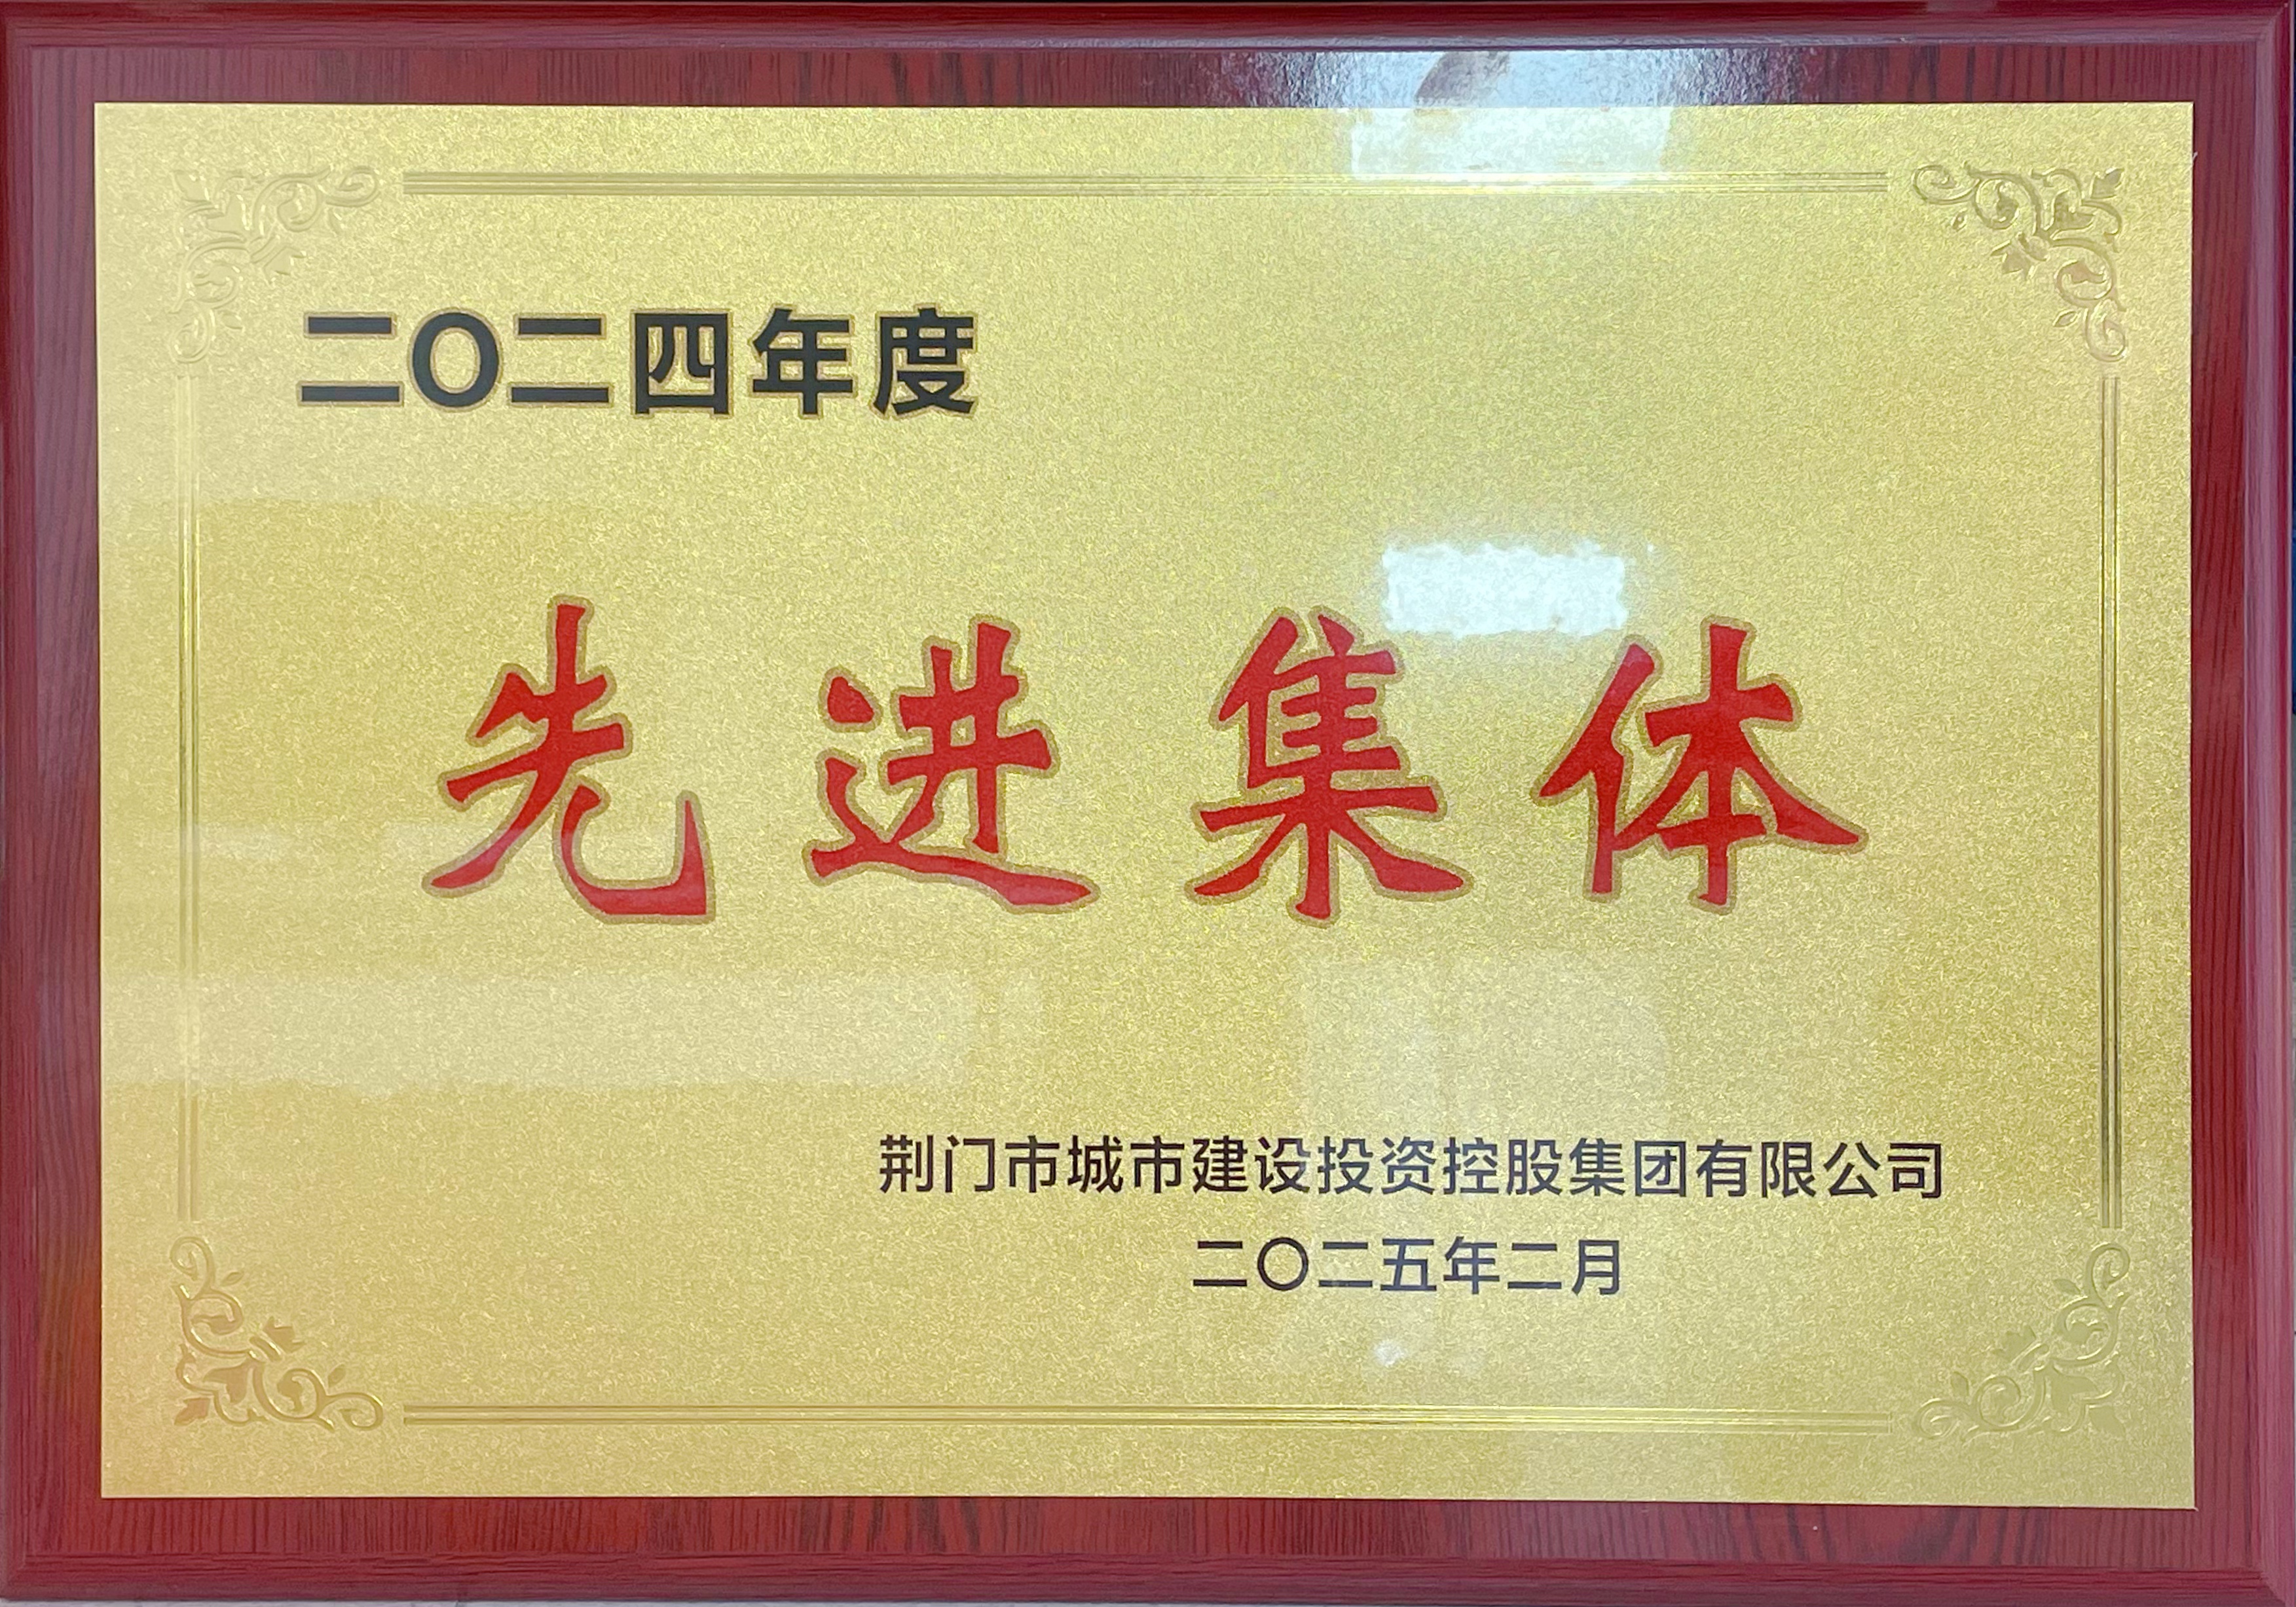 二〇二四年度
先进集体
荆门市城市建设投资控股集团有限公司
二〇二五年二月